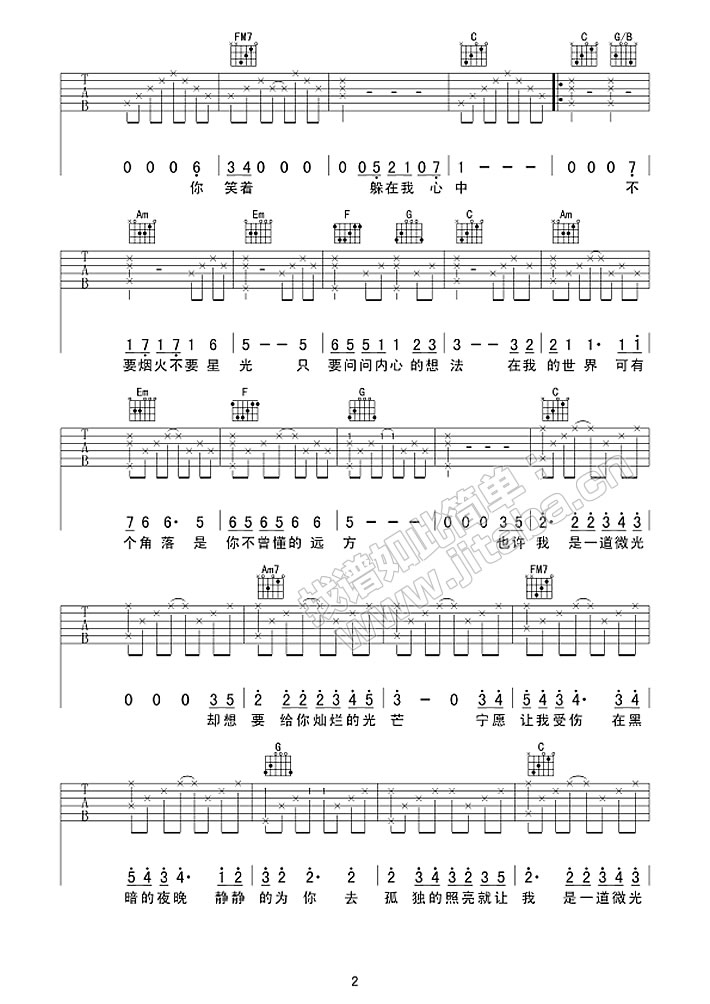 FM7 C C G/B
T A B
0 0 0 6 | 3 4 0 0 0 | 0 0 5 2 1 0 7 | 1 - - - | 0 0 0 7
你 笑着 躲在我 心中 不
Am Em F G C Am
T A B
1 7 1 7 1 6 | 5 - - 5 | 6 5 5 1 1 2 3 | 3 - - 3 2 | 2 1 1· 1 1
要烟火不要星 光 只 要问问内心的想 法 在我 的世界 可有
Em F G C
T A B
7 6 6· 5 | 6 5 6 5 6 6 | 5 - - - | 0 0 0 3 5 | 2 2· 2 2 3 4 3
个角落是 你不曾懂的远 方 也许 我 是一道微光
Am7 FM7
T A B
0 0 0 3 5 | 2 2 2 2 3 4 5 | 3 - 0 3 4 | 5 4 3 4· 3 4
却想 要 给你灿烂的光 芒 宁愿 让我受伤 在黑
G C
T A B
5 4 3 4· 1 2 | 2 2 3 2 2· | 2 3 4 3 2 2 3 3 | 2 2· 2 2 3 4 3
暗的夜晚 静静 的为你 去 孤 独的照亮就让 我 是一道微光
找谱如此简单:
www.jitaba.cn
2